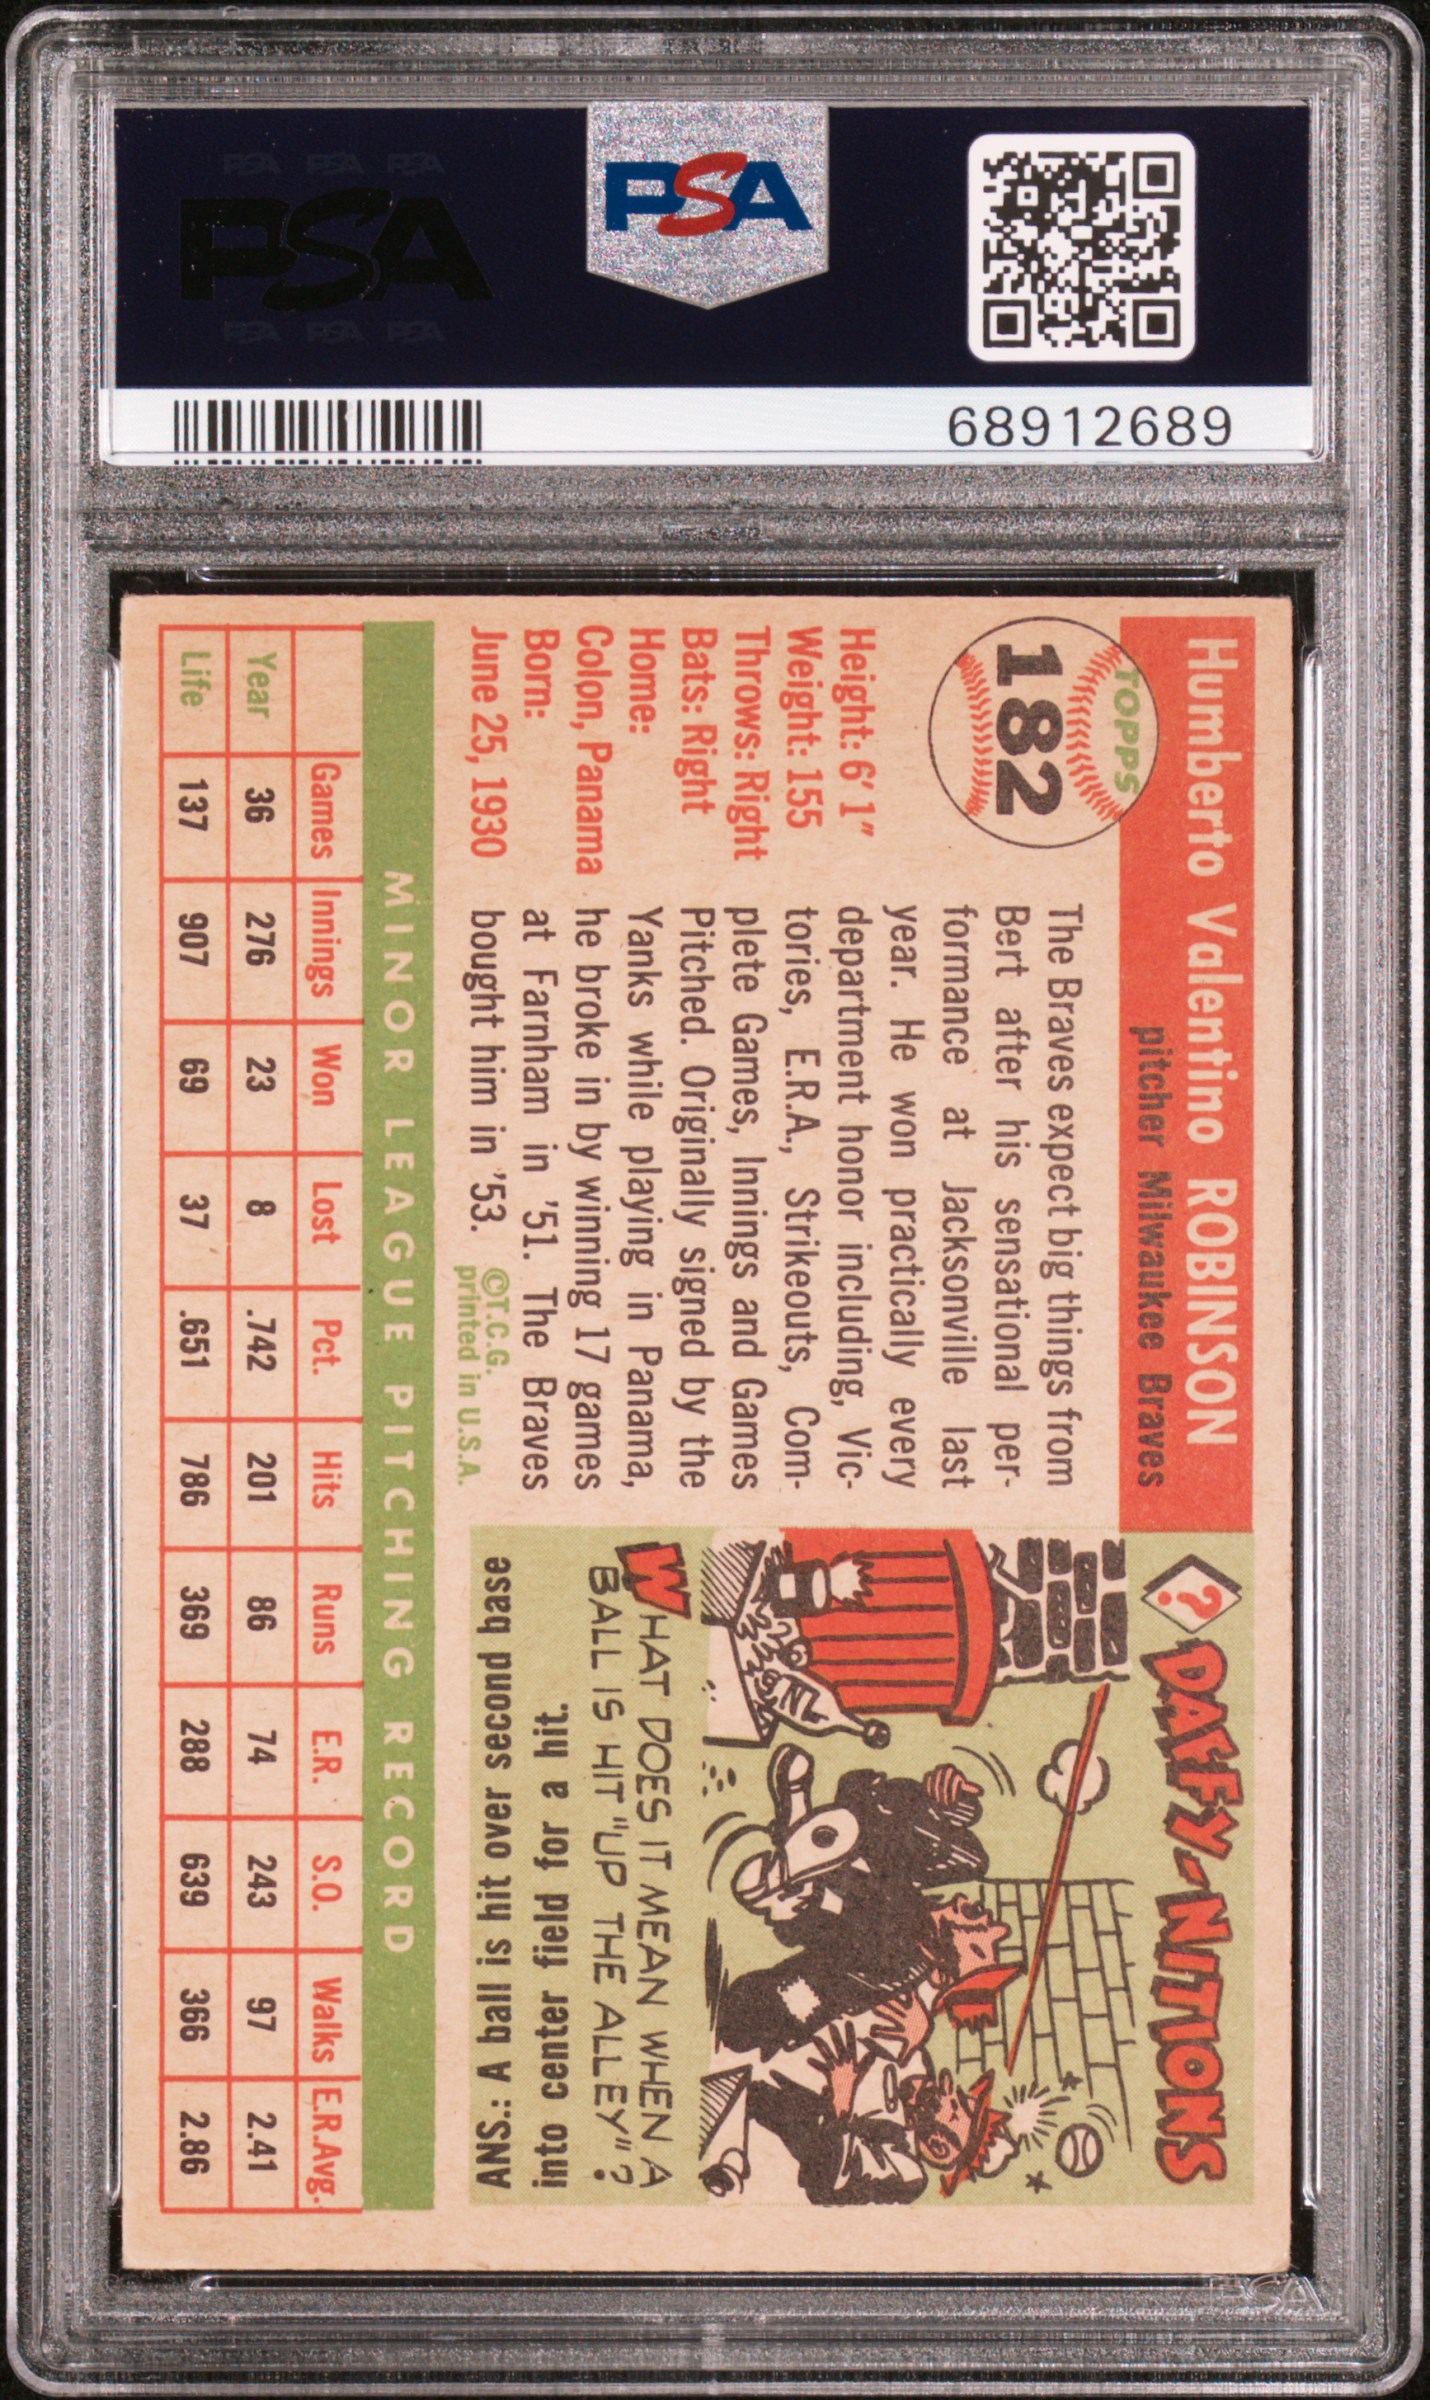 PSA PSA PSA
PSA
PSA PSA PSA
PSA
68912689
TOPPS
182
Humberto Valentino ROBINSON
pitcher Milwaukee Braves
Height: 6' 1"
Weight: 155
Throws: Right
Bats: Right
Home:
Colon, Panama
Born:
June 25, 1930
The Braves expect big things from
Bert after his sensational per-
formance at Jacksonville last
year. He won practically every
department honor including, Vic-
tories, E.R.A., Strikeouts, Com-
plete Games, Innings and Games
Pitched. Originally signed by the
Yanks while playing in Panama,
he broke in by winning 17 games
at Farnham in '51. The Braves
bought him in '53.
©T.C.G.
printed in U.S.A.
? DAFFY-NITIONS
WHAT DOES IT MEAN WHEN A
BALL IS HIT "UP THE ALLEY"?
ANS.: A ball is hit over second base
into center field for a hit.
MINOR LEAGUE PITCHING RECORD
Games Innings Won Lost Pct. Hits Runs E.R. S.O. Walks E.R.Avg.
Year 36 276 23 8 .742 201 86 74 243 97 2.41
Life 137 907 69 37 .651 786 369 288 639 366 2.86
PSA